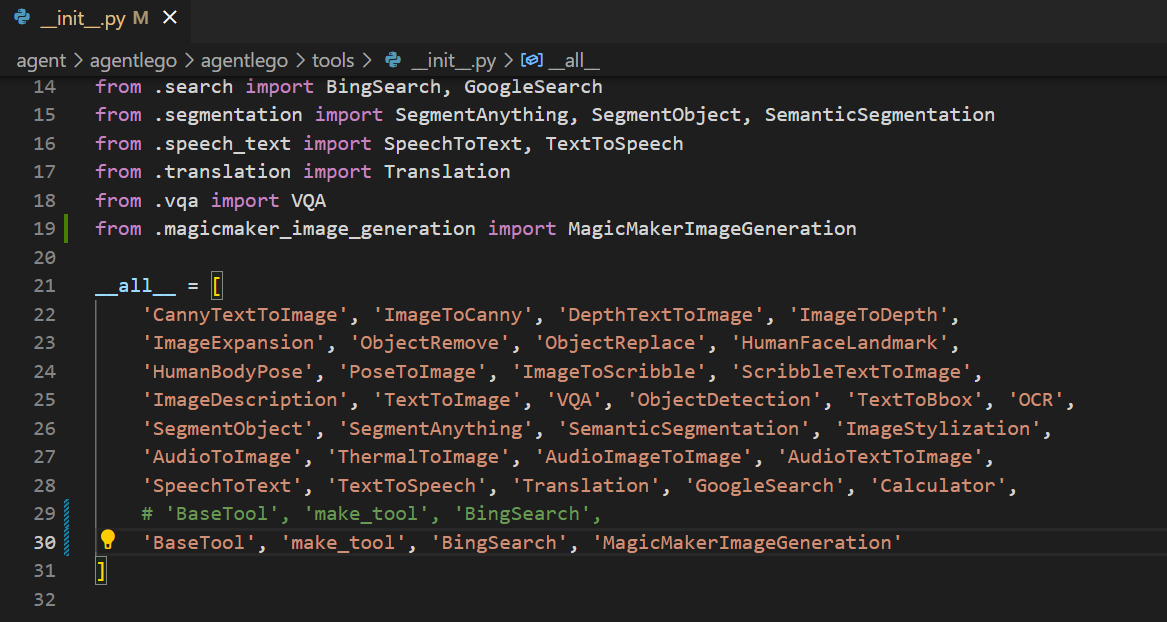 __init__.py M ×
agent > agentlego > agentlego > tools > __init__.py > __all__
14 from .search import BingSearch, GoogleSearch
15 from .segmentation import SegmentAnything, SegmentObject, SemanticSegmentation
16 from .speech_text import SpeechToText, TextToSpeech
17 from .translation import Translation
18 from .vqa import VQA
19 from .magicmaker_image_generation import MagicMakerImageGeneration
20
21 __all__ = [
22     'CannyTextToImage', 'ImageToCanny', 'DepthTextToImage', 'ImageToDepth',
23     'ImageExpansion', 'ObjectRemove', 'ObjectReplace', 'HumanFaceLandmark',
24     'HumanBodyPose', 'PoseToImage', 'ImageToScribble', 'ScribbleTextToImage',
25     'ImageDescription', 'TextToImage', 'VQA', 'ObjectDetection', 'TextToBbox', 'OCR',
26     'SegmentObject', 'SegmentAnything', 'SemanticSegmentation', 'ImageStylization',
27     'AudioToImage', 'ThermalToImage', 'AudioImageToImage', 'AudioTextToImage',
28     'SpeechToText', 'TextToSpeech', 'Translation', 'GoogleSearch', 'Calculator',
29     # 'BaseTool', 'make_tool', 'BingSearch',
30     'BaseTool', 'make_tool', 'BingSearch', 'MagicMakerImageGeneration'
31 ]
32